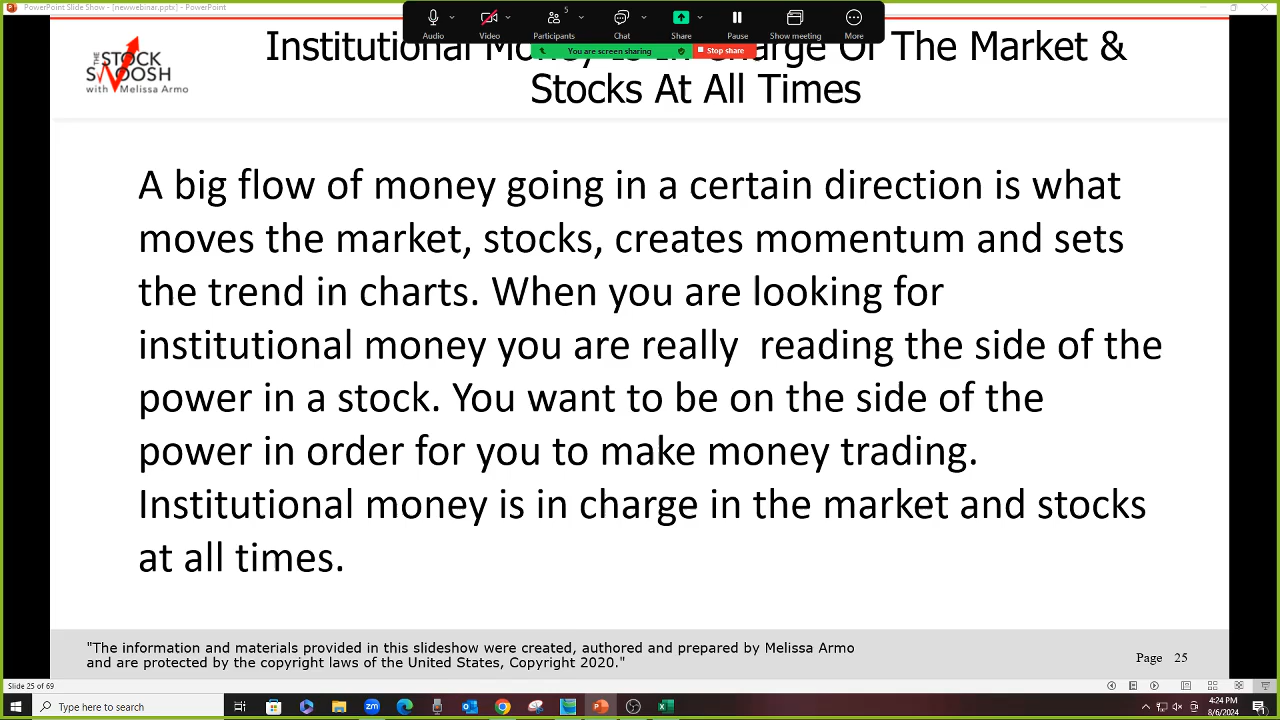 PowerPoint Slide Show - [newwebinar.pptx] - PowerPoint
5
Audio
Video
Participants
Chat
Share
Pause
Show meeting
More
You are screen sharing
Stop share
THE
STOCK
SWOOSH
with Melissa Armo
Institutional Of The Market &
Stocks At All Times
A big flow of money going in a certain direction is what
moves the market, stocks, creates momentum and sets
the trend in charts. When you are looking for
institutional money you are really  reading the side of the
power in a stock. You want to be on the side of the
power in order for you to make money trading.
Institutional money is in charge in the market and stocks
at all times.
"The information and materials provided in this slideshow were created, authored and prepared by Melissa Armo
and are protected by the copyright laws of the United States, Copyright 2020."
Page 25
Slide 25 of 69
Type here to search
4:24 PM
8/6/2024